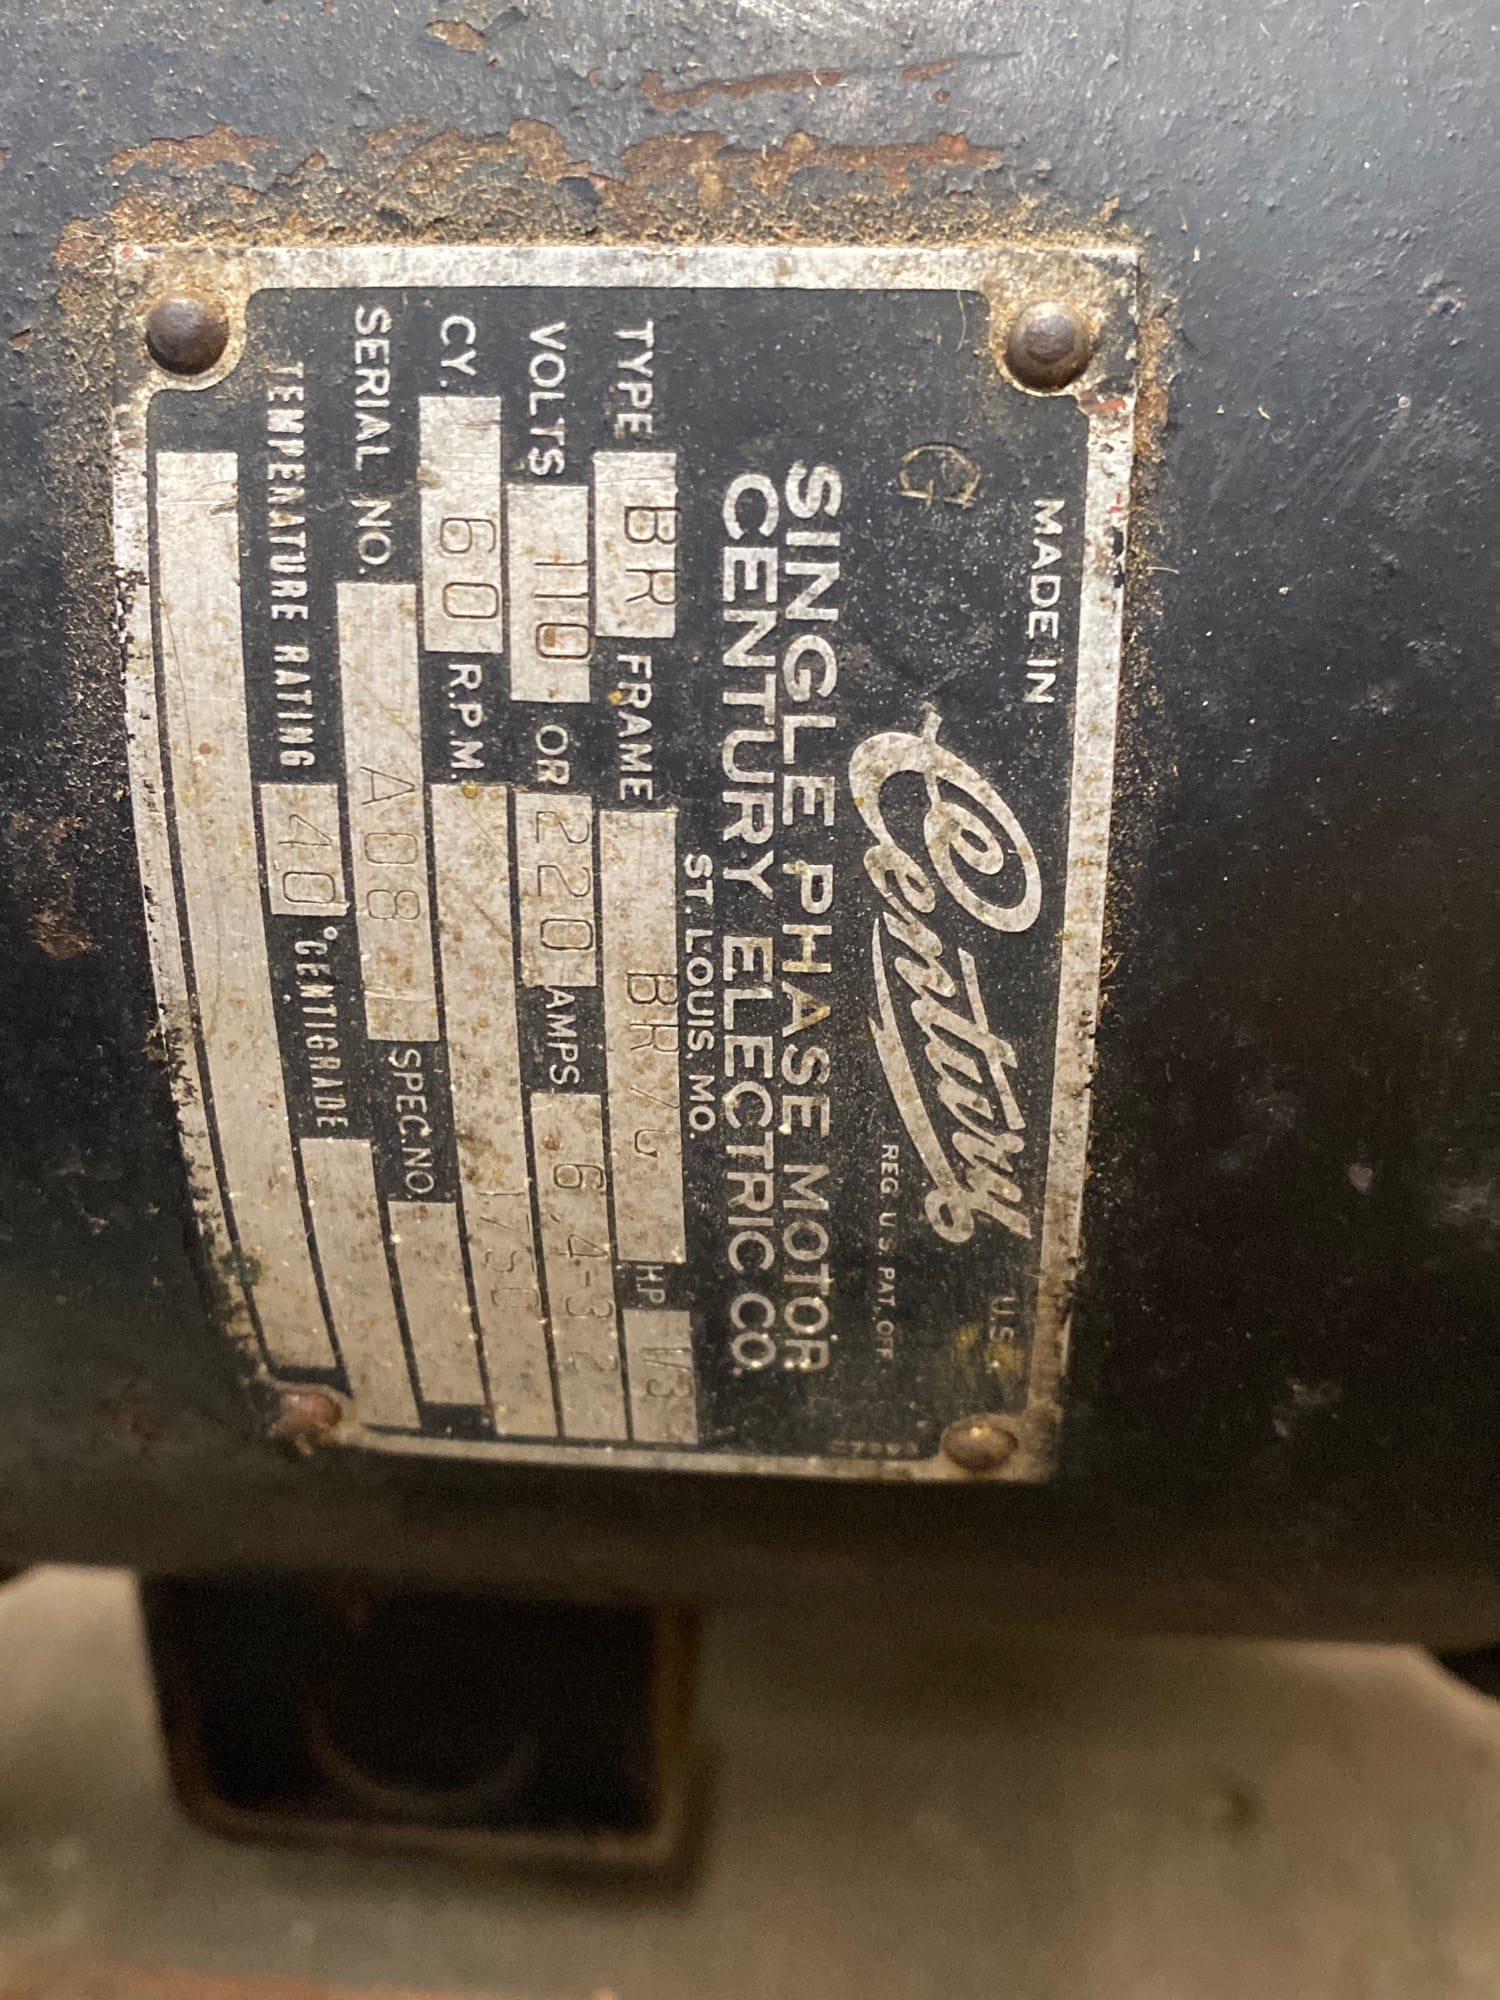 MADE IN U.S.
Century
G
REG. U.S. PAT. OFF.
SINGLE PHASE MOTOR
CENTURY ELECTRIC CO.
ST. LOUIS, MO.
TYPE BR FRAME HP 1/3
VOLTS 110 OR 220 AMPS 6.4-3.2
CY. 60 R.P.M. 1750
SERIAL NO. A08 SPEC. NO.
TEMPERATURE RATING 40 °CENTIGRADE